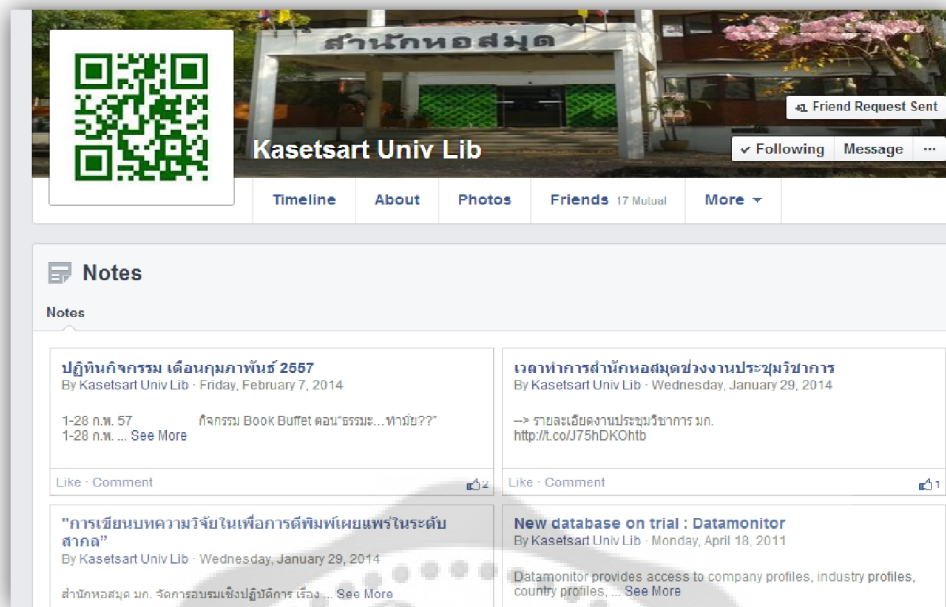 สำนักหอสมุด
Friend Request Sent
Kasetsart Univ Lib
Following Message ...
Timeline About Photos Friends 17 Mutual More
Notes
Notes
ปฏิทินกิจกรรม เดือนกุมภาพันธ์ 2557
By Kasetsart Univ Lib · Friday, February 7, 2014
1-28 ก.พ. 57 กิจกรรม Book Buffet ตอน“ธรรมะ...ทำมัย??”
1-28 ก.พ. ... See More
Like · Comment 2
เวลาทำการสำนักหอสมุดช่วงงานประชุมวิชาการ
By Kasetsart Univ Lib · Wednesday, January 29, 2014
--> รายละเอียดงานประชุมวิชาการ มก.
http://t.co/J75hDKOhtb
Like · Comment 1
"การเขียนบทความวิจัยในเพื่อการตีพิมพ์เผยแพร่ในระดับ
สากล”
By Kasetsart Univ Lib · Wednesday, January 29, 2014
สำนักหอสมุด มก. จัดการอบรมเชิงปฏิบัติการ เรื่อง ... See More
New database on trial : Datamonitor
By Kasetsart Univ Lib · Monday, April 18, 2011
Datamonitor provides access to company profiles, industry profiles,
country profiles, ... See More